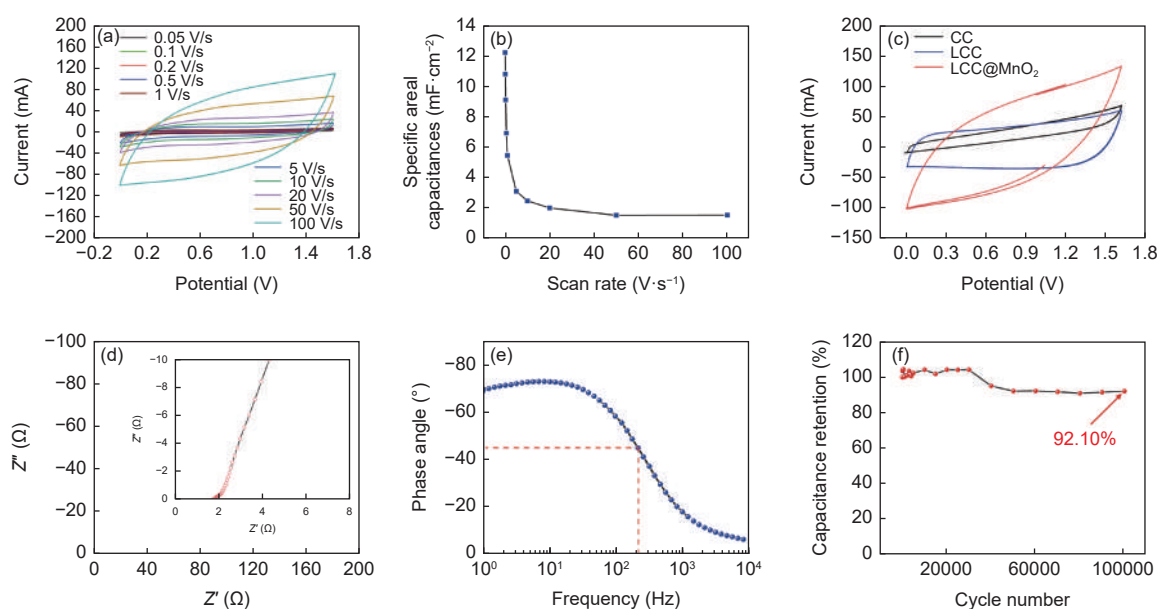 (a)
200
160
120
80
40
0
−40
−80
−120
−160
−200
−0.2
0.2
0.6
1.0
1.4
1.8
Current (mA)
Potential (V)
0.05 V/s
0.1 V/s
0.2 V/s
0.5 V/s
1 V/s
5 V/s
10 V/s
20 V/s
50 V/s
100 V/s
(b)
14
12
10
8
6
4
2
0
0
20
40
60
80
100
Specific areal
capacitances (mF·cm⁻²)
Scan rate (V·s⁻¹)
(c)
200
150
100
50
0
−50
−100
−150
0.0
0.4
0.8
1.2
1.6
Current (mA)
Potential (V)
CC
LCC
LCC@MnO₂
(d)
−100
−80
−60
−40
−20
0
0
40
80
120
160
200
Z″ (Ω)
Z′ (Ω)
−10
−8
−6
−4
−2
0
0
2
4
6
8
Z′ (Ω)
Z′ (Ω)
(e)
−80
−60
−40
−20
0
10⁰
10¹
10²
10³
10⁴
Phase angle (°)
Frequency (Hz)
(f)
120
100
80
60
40
20
0
20000
60000
100000
Capacitance retention (%)
Cycle number
92.10%